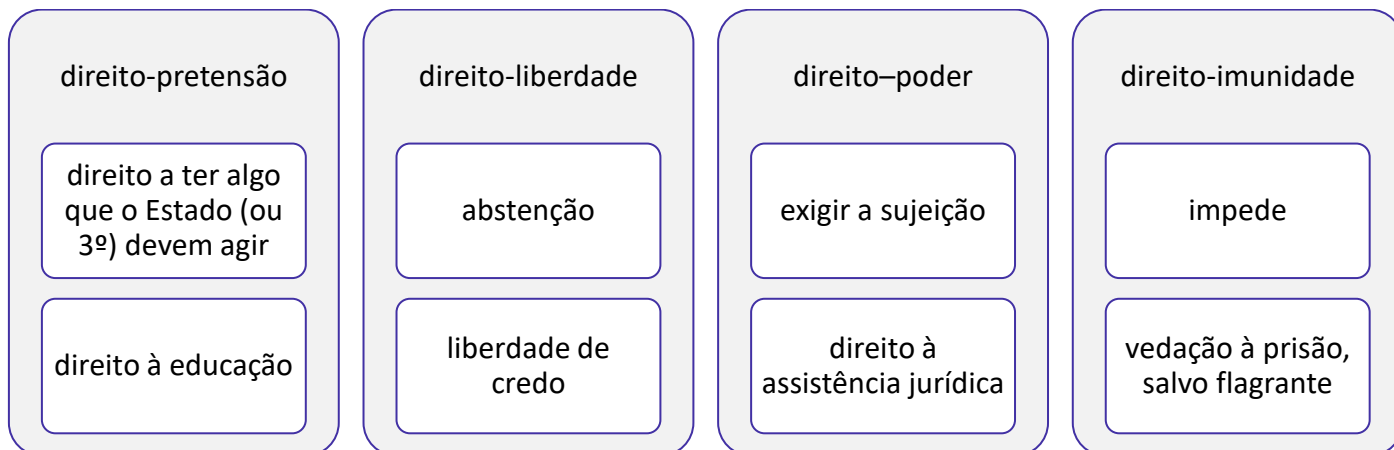 direito-pretensão
direito a ter algo
que o Estado (ou
3º) devem agir
direito à educação
direito-liberdade
abstenção
liberdade de
credo
direito–poder
exigir a sujeição
direito à
assistência jurídica
direito-imunidade
impede
vedação à prisão,
salvo flagrante